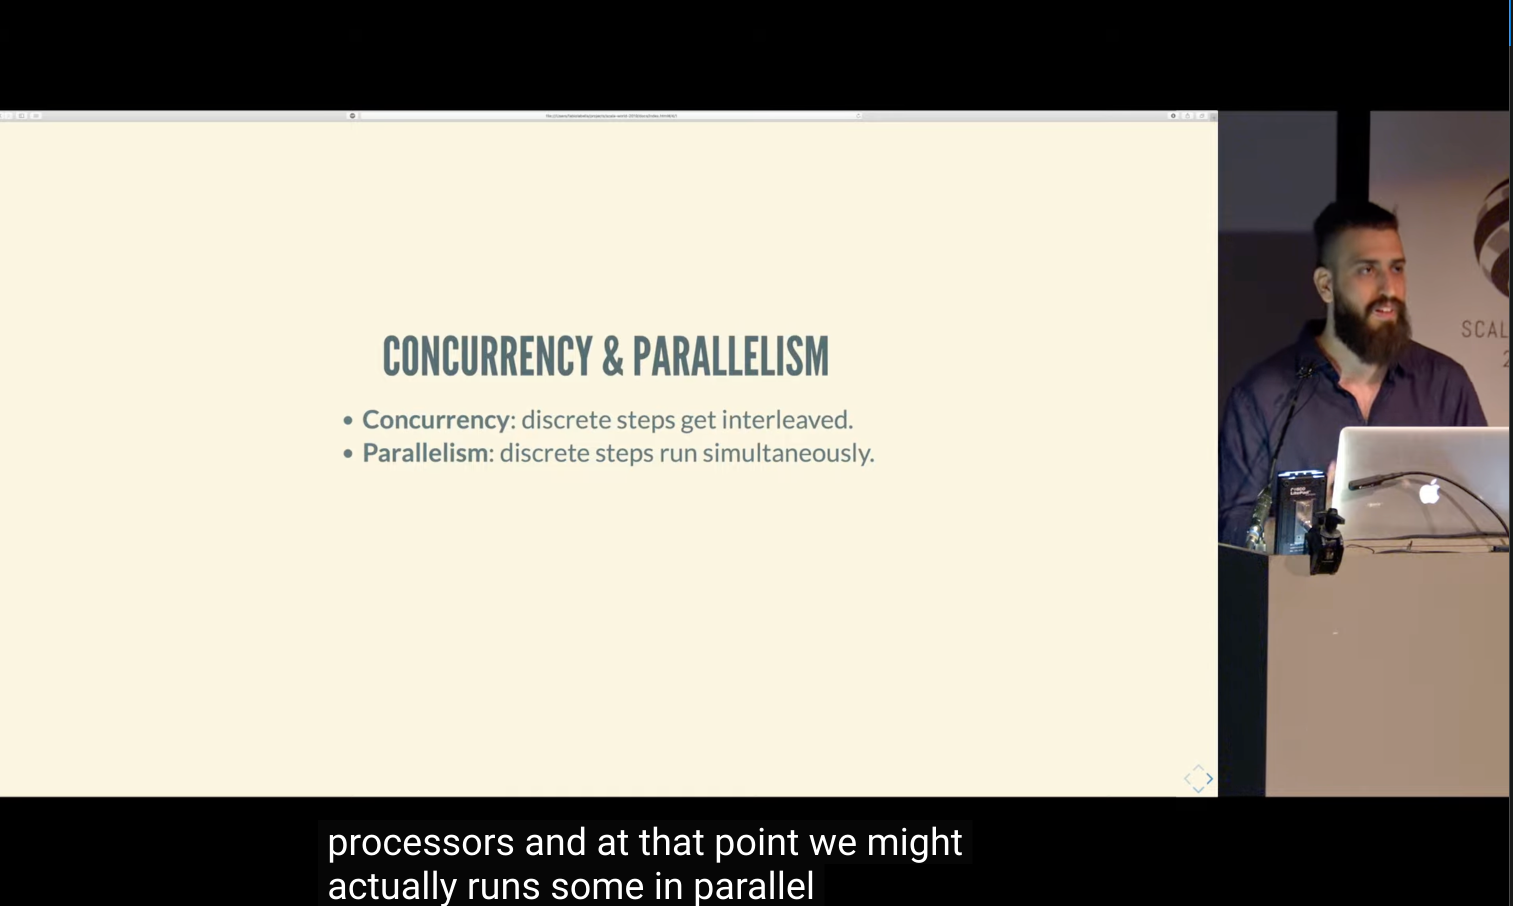 CONCURRENCY & PARALLELISM
• Concurrency: discrete steps get interleaved.
• Parallelism: discrete steps run simultaneously.
SCAL
processors and at that point we might
actually runs some in parallel